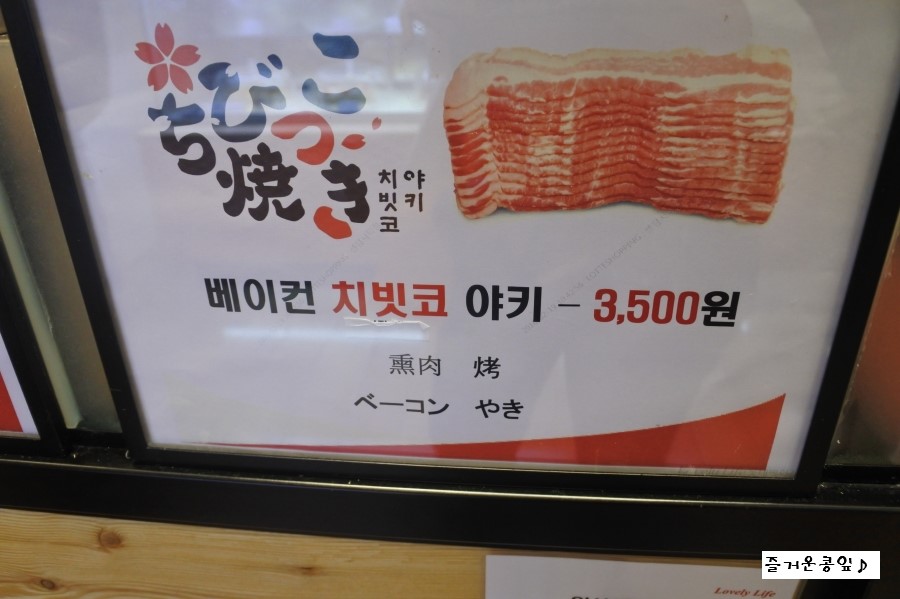 ちびっこ
焼き
치빗코
야키
베이컨 치빗코 야키 - 3,500원
熏肉 烤
ベーコン やき
Lovely Life
즐거운콩잎♪